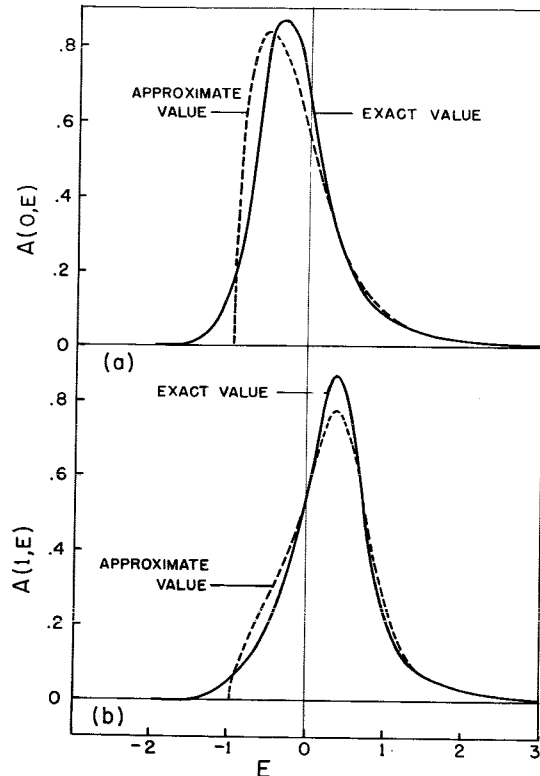 .8
.6
.4
.2
0
A(0,E)
APPROXIMATE
VALUE
EXACT VALUE
(a)
.8
.6
.4
.2
0
A(1,E)
EXACT VALUE
APPROXIMATE
VALUE
(b)
-2 -1 0 1 2 3
E